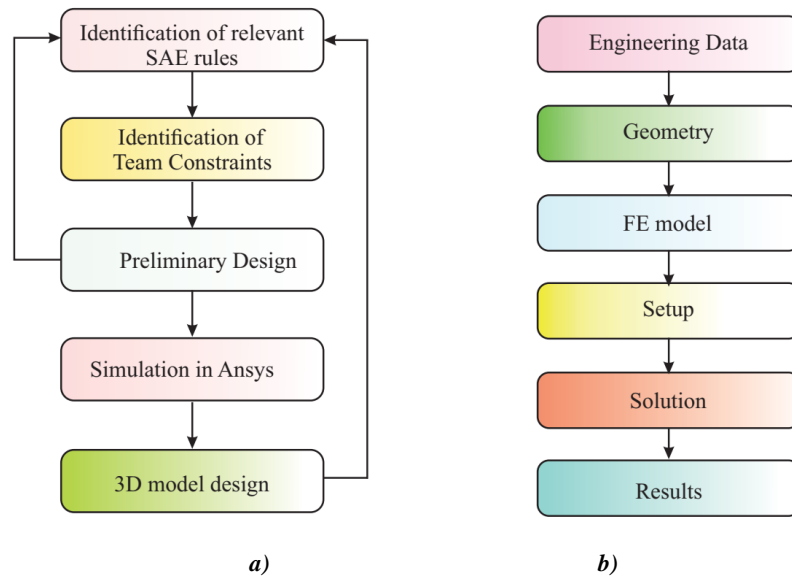 Identification of relevant
SAE rules
Identification of
Team Constraints
Preliminary Design
Simulation in Ansys
3D model design
a)
Engineering Data
Geometry
FE model
Setup
Solution
Results
b)